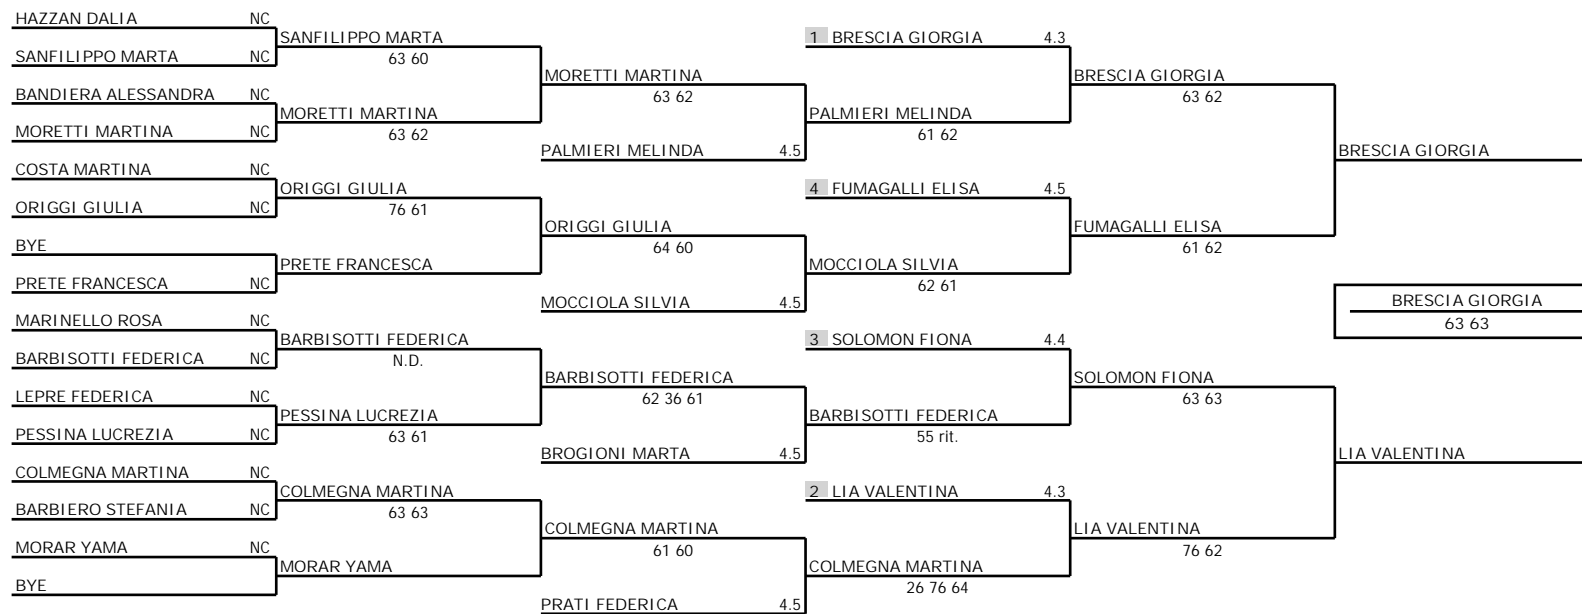 HAZZAN DALIA NC
SANFILIPPO MARTA
63 60
SANFILIPPO MARTA NC
MORETTI MARTINA
63 62
BANDIERA ALESSANDRA NC
MORETTI MARTINA
63 62
MORETTI MARTINA NC
PALMIERI MELINDA 4.5
COSTA MARTINA NC
ORIGGI GIULIA
76 61
ORIGGI GIULIA NC
ORIGGI GIULIA
64 60
BYE
PRETE FRANCESCA
PRETE FRANCESCA NC
MOCCIOLA SILVIA 4.5
MARINELLO ROSA NC
BARBISOTTI FEDERICA
N.D.
BARBISOTTI FEDERICA NC
BARBISOTTI FEDERICA
62 36 61
LEPRE FEDERICA NC
PESSINA LUCREZIA
63 61
PESSINA LUCREZIA NC
BROGIONI MARTA 4.5
COLMEGNA MARTINA NC
COLMEGNA MARTINA
63 63
BARBIERO STEFANIA NC
COLMEGNA MARTINA
61 60
MORAR YAMA NC
MORAR YAMA
BYE
PRATI FEDERICA 4.5
1 BRESCIA GIORGIA 4.3
BRESCIA GIORGIA
63 62
PALMIERI MELINDA
61 62
BRESCIA GIORGIA
4 FUMAGALLI ELISA 4.5
FUMAGALLI ELISA
61 62
MOCCIOLA SILVIA
62 61
BRESCIA GIORGIA
63 63
3 SOLOMON FIONA 4.4
SOLOMON FIONA
63 63
BARBISOTTI FEDERICA
55 rit.
LIA VALENTINA
2 LIA VALENTINA 4.3
LIA VALENTINA
76 62
COLMEGNA MARTINA
26 76 64